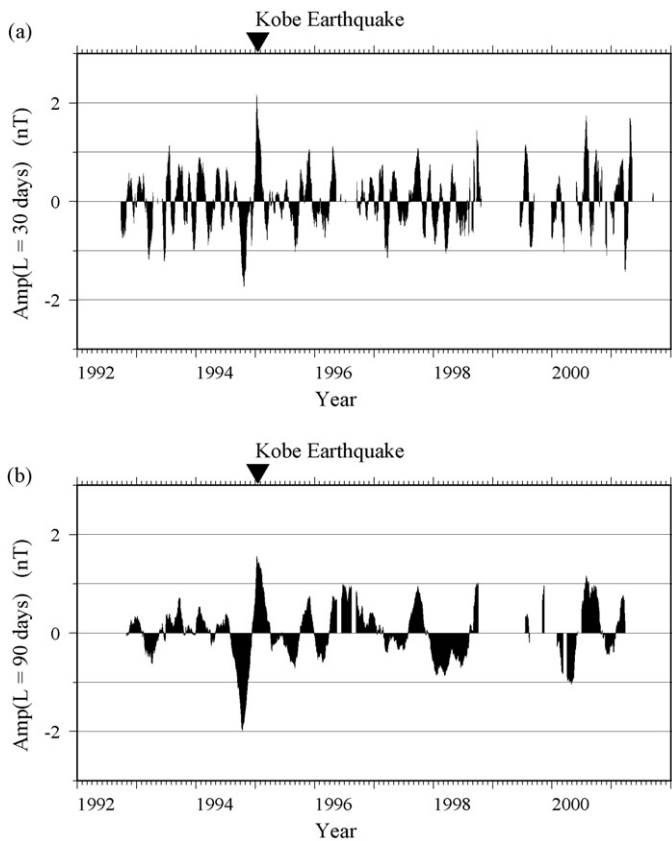 (a)
Kobe Earthquake
Amp(L = 30 days) (nT)
2
0
-2
1992 1994 1996 1998 2000
Year
(b)
Kobe Earthquake
Amp(L = 90 days) (nT)
2
0
-2
1992 1994 1996 1998 2000
Year